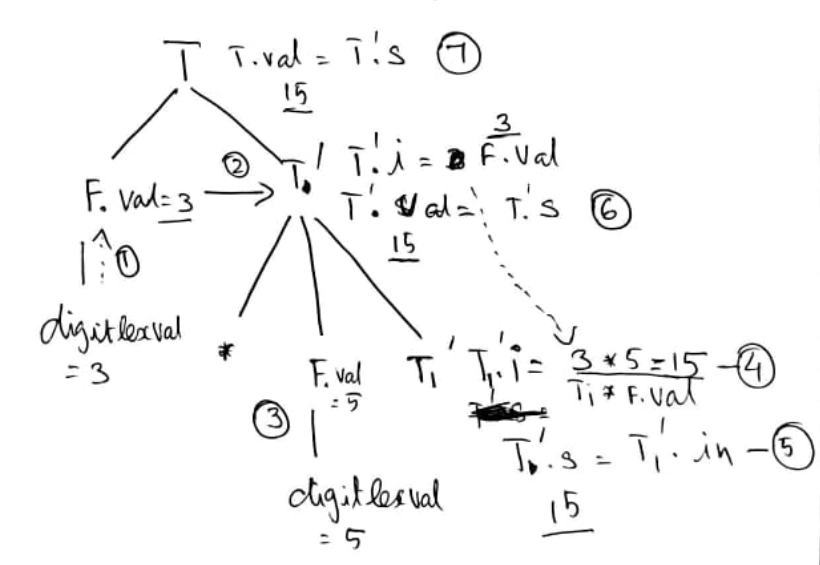 T T.val = T'.s ⑦
15
3
② T.' T'.i = F.Val
F. Val=3 T'. Val = T'.s ⑥
15
①
digitlexval
= 3
*
F.val
= 5
T₁' T₁'.i = 3 * 5 = 15 - ④
T₁ * F.val
③
T₁'.s = T₁'. in - ⑤
15
digitlexval
= 5